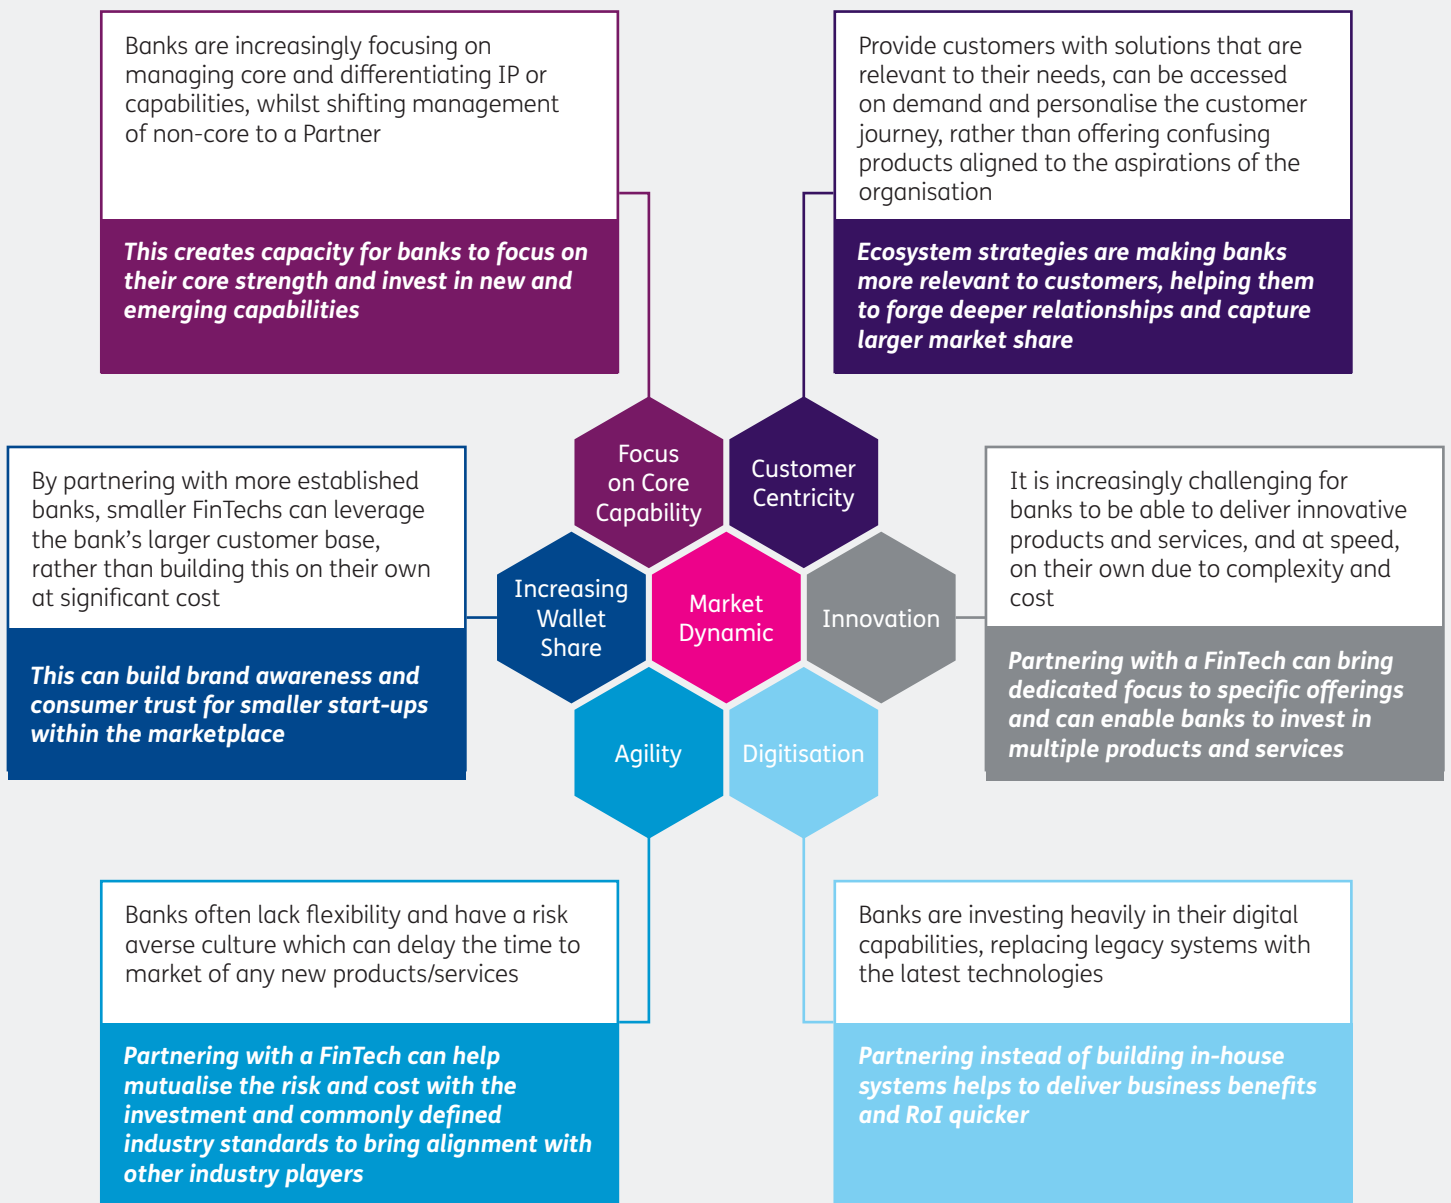 Banks are increasingly focusing on
managing core and differentiating IP or
capabilities, whilst shifting management
of non-core to a Partner
This creates capacity for banks to focus on
their core strength and invest in new and
emerging capabilities
Provide customers with solutions that are
relevant to their needs, can be accessed
on demand and personalise the customer
journey, rather than offering confusing
products aligned to the aspirations of the
organisation
Ecosystem strategies are making banks
more relevant to customers, helping them
to forge deeper relationships and capture
larger market share
Focus
on Core
Capability
Customer
Centricity
By partnering with more established
banks, smaller FinTechs can leverage
the bank's larger customer base,
rather than building this on their own
at significant cost
This can build brand awareness and
consumer trust for smaller start-ups
within the marketplace
Increasing
Wallet
Share
Market
Dynamic
Innovation
It is increasingly challenging for
banks to be able to deliver innovative
products and services, and at speed,
on their own due to complexity and
cost
Partnering with a FinTech can bring
dedicated focus to specific offerings
and can enable banks to invest in
multiple products and services
Agility
Digitisation
Banks often lack flexibility and have a risk
averse culture which can delay the time to
market of any new products/services
Partnering with a FinTech can help
mutualise the risk and cost with the
investment and commonly defined
industry standards to bring alignment with
other industry players
Banks are investing heavily in their digital
capabilities, replacing legacy systems with
the latest technologies
Partnering instead of building in-house
systems helps to deliver business benefits
and RoI quicker